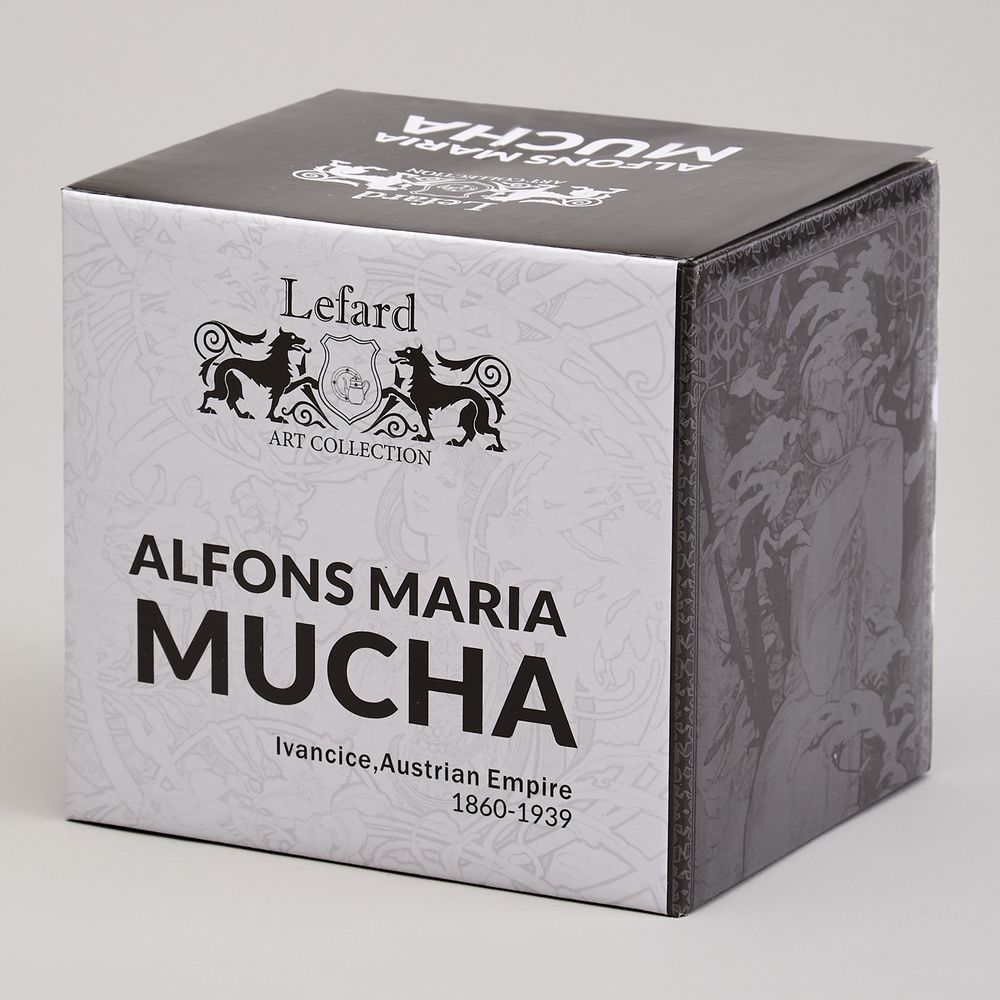 ALFONS MARIA
MUCHA
Lefard
ART COLLECTION
Lefard
ART COLLECTION
ALFONS MARIA
MUCHA
Ivancice,Austrian Empire
1860-1939